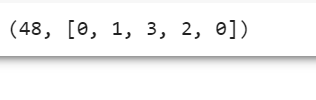 (48, [0, 1, 3, 2, 0])